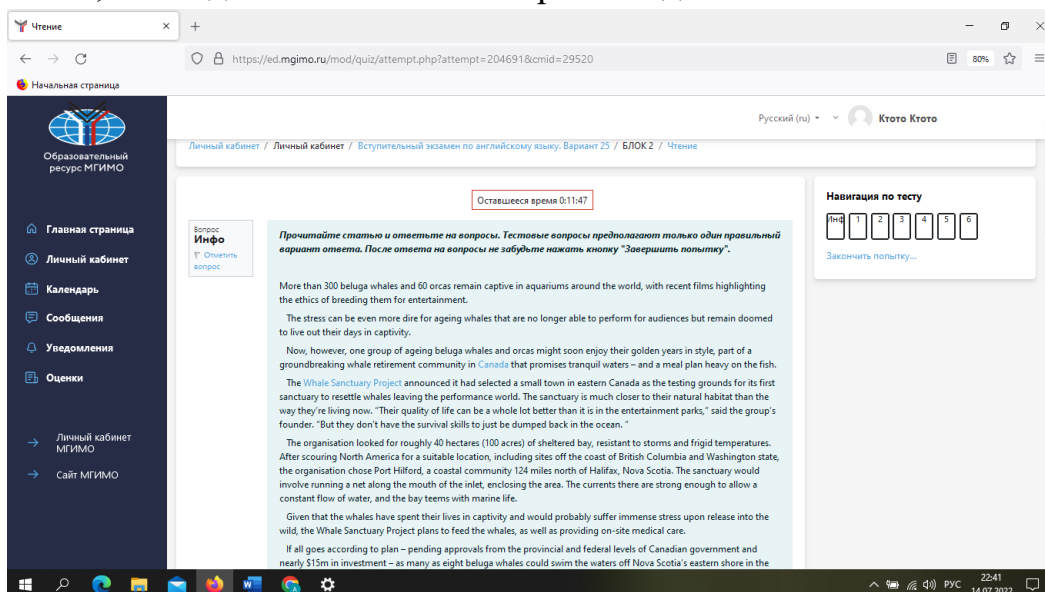 Чтение
https://ed.mgimo.ru/mod/quiz/attempt.php?attempt=204691&cmid=29520
80%
Начальная страница
Образовательный
ресурс МГИМО
Русский (ru)
Ктото Ктото
Личный кабинет / Личный кабинет / Вступительный экзамен по английскому языку. Вариант 25 / БЛОК 2 / Чтение
Главная страница
Личный кабинет
Календарь
Сообщения
Уведомления
Оценки
Личный кабинет
МГИМО
Сайт МГИМО
Оставшееся время 0:11:47
Вопрос
Инфо
Отметить
вопрос
Прочитайте статью и ответьте на вопросы. Тестовые вопросы предполагают только один правильный
вариант ответа. После ответа на вопросы не забудьте нажать кнопку "Завершить попытку".
More than 300 beluga whales and 60 orcas remain captive in aquariums around the world, with recent films highlighting
the ethics of breeding them for entertainment.
The stress can be even more dire for ageing whales that are no longer able to perform for audiences but remain doomed
to live out their days in captivity.
Now, however, one group of ageing beluga whales and orcas might soon enjoy their golden years in style, part of a
groundbreaking whale retirement community in Canada that promises tranquil waters – and a meal plan heavy on the fish.
The Whale Sanctuary Project announced it had selected a small town in eastern Canada as the testing grounds for its first
sanctuary to resettle whales leaving the performance world. The sanctuary is much closer to their natural habitat than the
way they're living now. "Their quality of life can be a whole lot better than it is in the entertainment parks," said the group's
founder. "But they don't have the survival skills to just be dumped back in the ocean. "
The organisation looked for roughly 40 hectares (100 acres) of sheltered bay, resistant to storms and frigid temperatures.
After scouring North America for a suitable location, including sites off the coast of British Columbia and Washington state,
the organisation chose Port Hilford, a coastal community 124 miles north of Halifax, Nova Scotia. The sanctuary would
involve running a net along the mouth of the inlet, enclosing the area. The currents there are strong enough to allow a
constant flow of water, and the bay teems with marine life.
Given that the whales have spent their lives in captivity and would probably suffer immense stress upon release into the
wild, the Whale Sanctuary Project plans to feed the whales, as well as providing on-site medical care.
If all goes according to plan – pending approvals from the provincial and federal levels of Canadian government and
nearly $15m in investment – as many as eight beluga whales could swim the waters off Nova Scotia's eastern shore in the
Навигация по тесту
Инфо 1 2 3 4 5 6
Закончить попытку...
РУС
22:41
14.07.2022